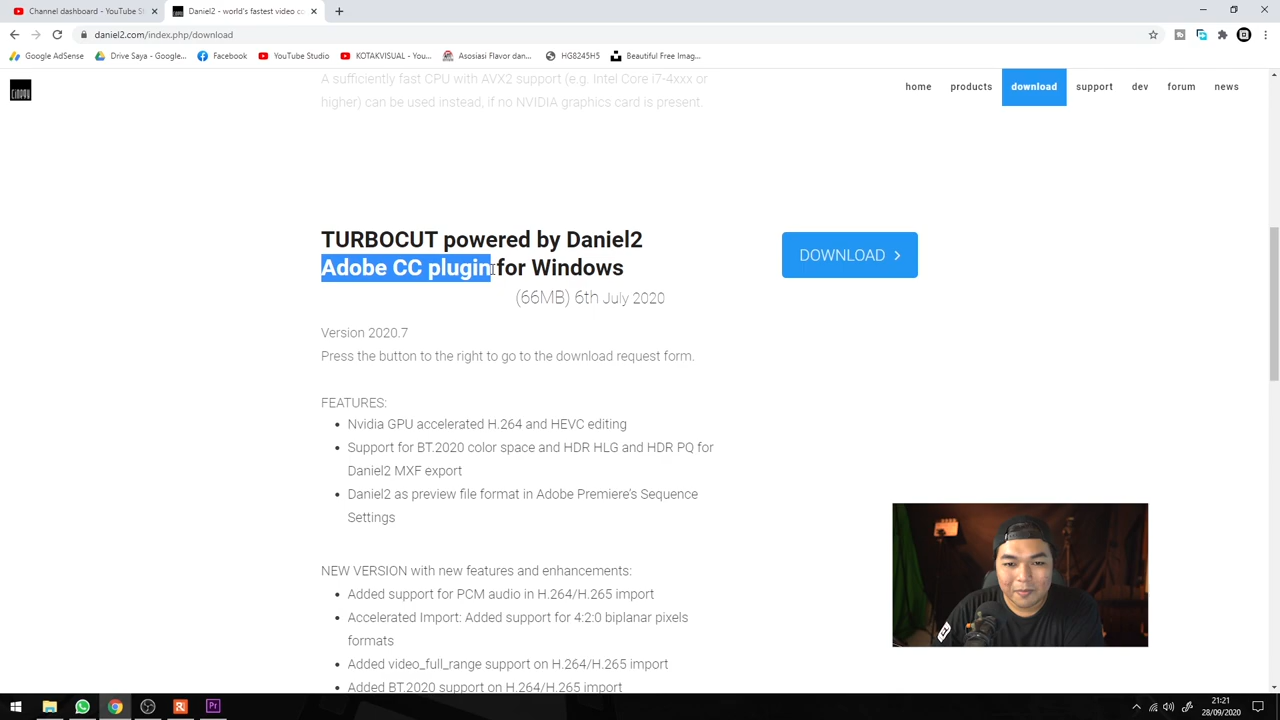 Channel dashboard - YouTube St
Daniel2 - world's fastest video co
daniel2.com/index.php/download
Google AdSense
Drive Saya - Google...
Facebook
YouTube Studio
KOTAKVISUAL - You...
Asosiasi Flavor dan...
HG8245H5
Beautiful Free Imag...
CINEGY
home
products
download
support
dev
forum
news
A sufficiently fast CPU with AVX2 support (e.g. Intel Core i7-4xxx or
higher) can be used instead, if no NVIDIA graphics card is present.
TURBOCUT powered by Daniel2
Adobe CC plugin for Windows
(66MB) 6th July 2020
DOWNLOAD
Version 2020.7
Press the button to the right to go to the download request form.
FEATURES:
• Nvidia GPU accelerated H.264 and HEVC editing
• Support for BT.2020 color space and HDR HLG and HDR PQ for
Daniel2 MXF export
• Daniel2 as preview file format in Adobe Premiere's Sequence
Settings
NEW VERSION with new features and enhancements:
• Added support for PCM audio in H.264/H.265 import
• Accelerated Import: Added support for 4:2:0 biplanar pixels
formats
• Added video_full_range support on H.264/H.265 import
• Added BT.2020 support on H.264/H.265 import
21:21
28/09/2020